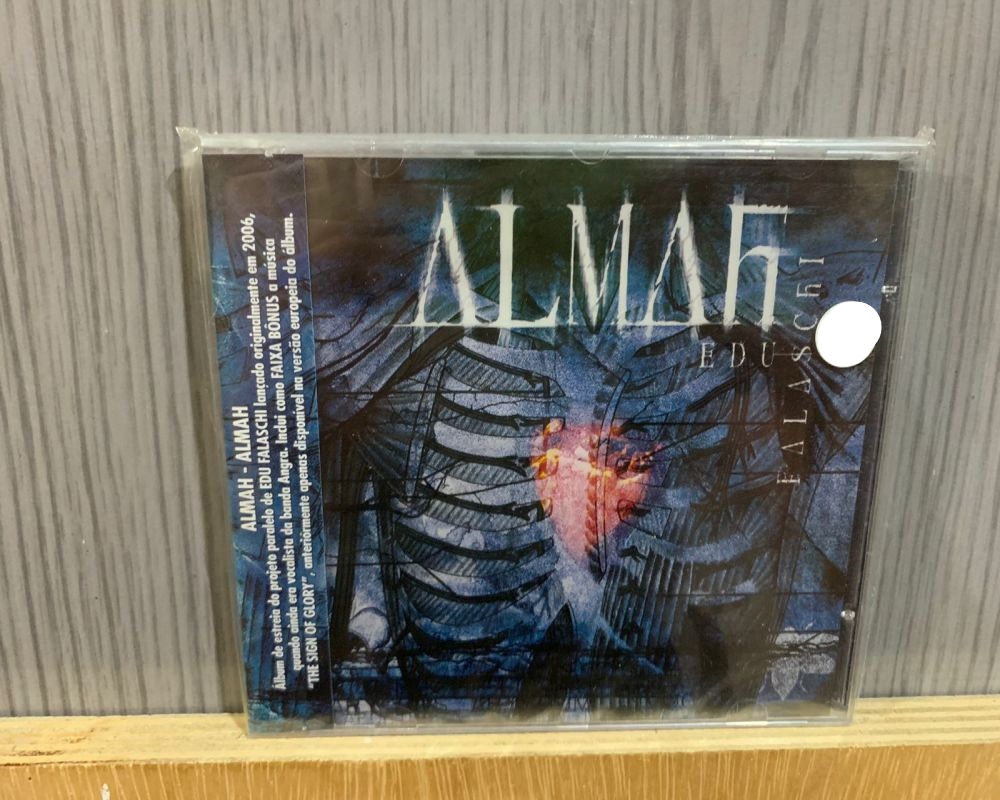 ALMAH - ALMAH
Álbum de estreia do projeto paralelo de EDU FALASCHI lançado originalmente em 2006,
quando ainda era vocalista da banda Angra. Inclui como FAIXA BÔNUS a música
"THE SIGN OF GLORY", anteriórmente apenas disponível na versão europeia do álbum.
ALMAh
EDU
FALASChI